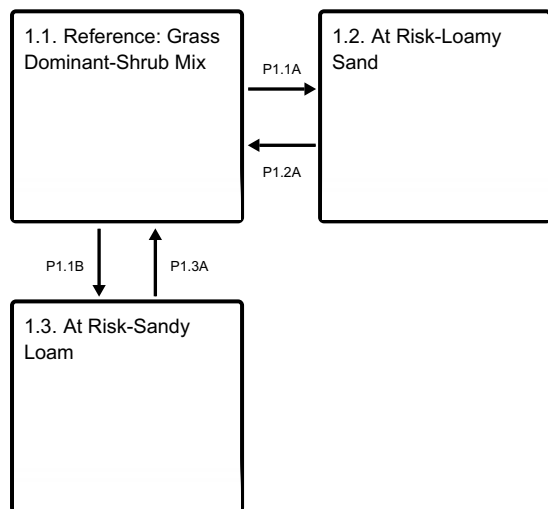 1.1. Reference: Grass
Dominant-Shrub Mix
P1.1A
1.2. At Risk-Loamy
Sand
P1.2A
P1.1B
P1.3A
1.3. At Risk-Sandy
Loam